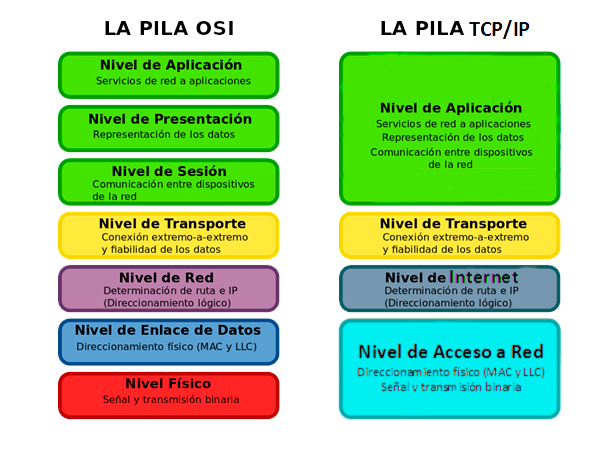 LA PILA OSI
Nivel de Aplicación
Servicios de red a aplicaciones
Nivel de Presentación
Representación de los datos
Nivel de Sesión
Comunicación entre dispositivos
de la red
Nivel de Transporte
Conexión extremo-a-extremo
y fiabilidad de los datos
Nivel de Red
Determinación de ruta e IP
(Direccionamiento lógico)
Nivel de Enlace de Datos
Direccionamiento físico (MAC y LLC)
Nivel Físico
Señal y transmisión binaria
LA PILA TCP/IP
Nivel de Aplicación
Servicios de red a aplicaciones
Representación de los datos
Comunicación entre dispositivos
de la red
Nivel de Transporte
Conexión extremo-a-extremo
y fiabilidad de los datos
Nivel de Internet
Determinación de ruta e IP
(Direccionamiento lógico)
Nivel de Acceso a Red
Direccionamiento físico (MAC y LLC)
Señal y transmisión binaria